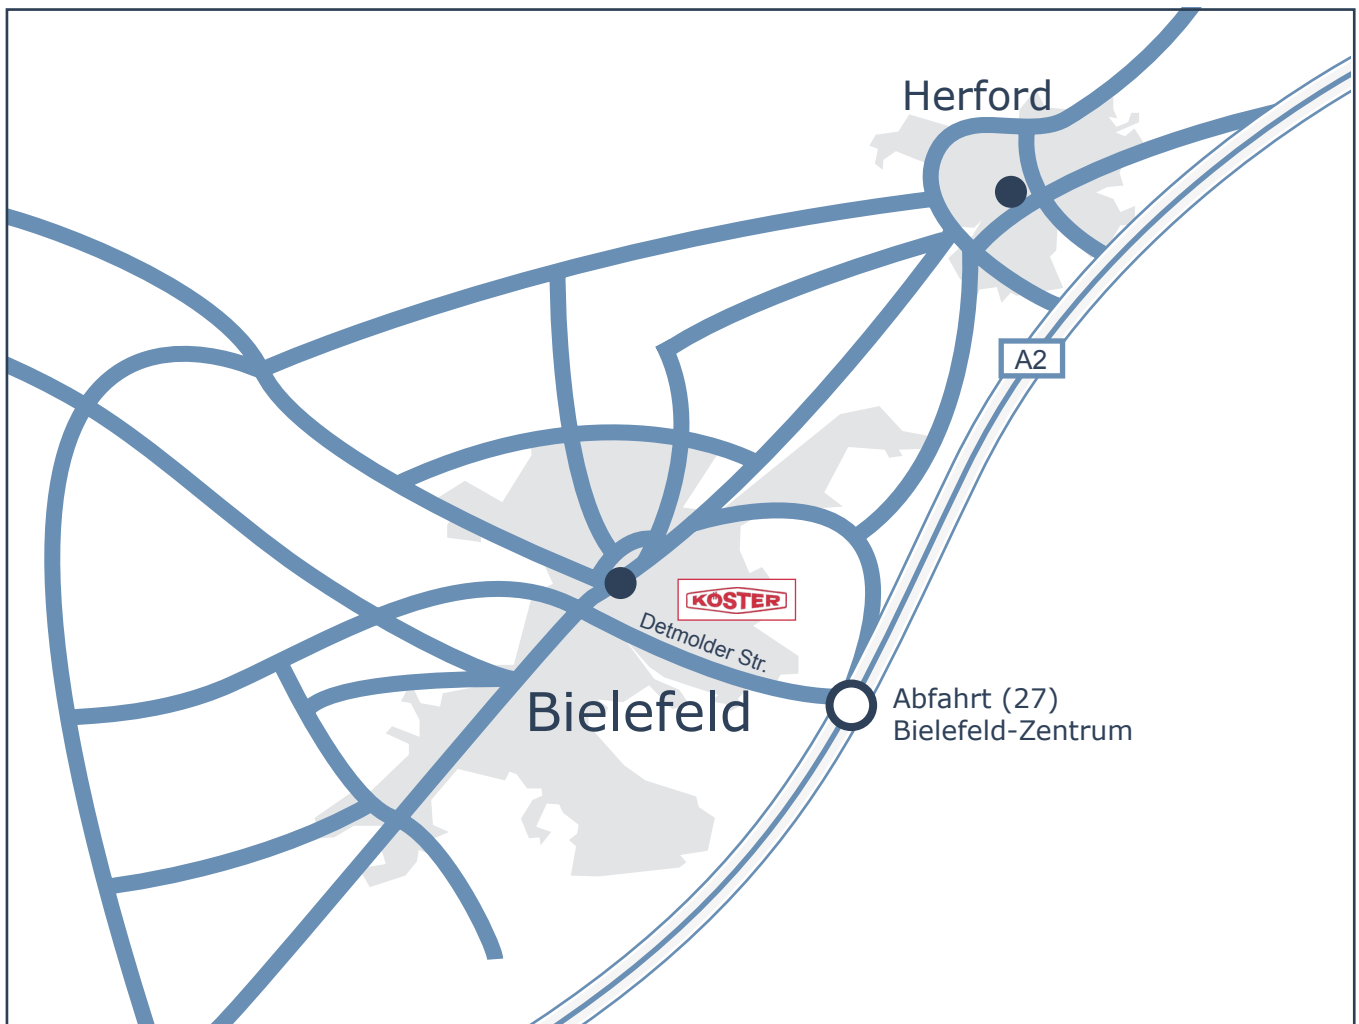 Herford
A2
KÖSTER
Detmolder Str.
Bielefeld
Abfahrt (27)
Bielefeld-Zentrum